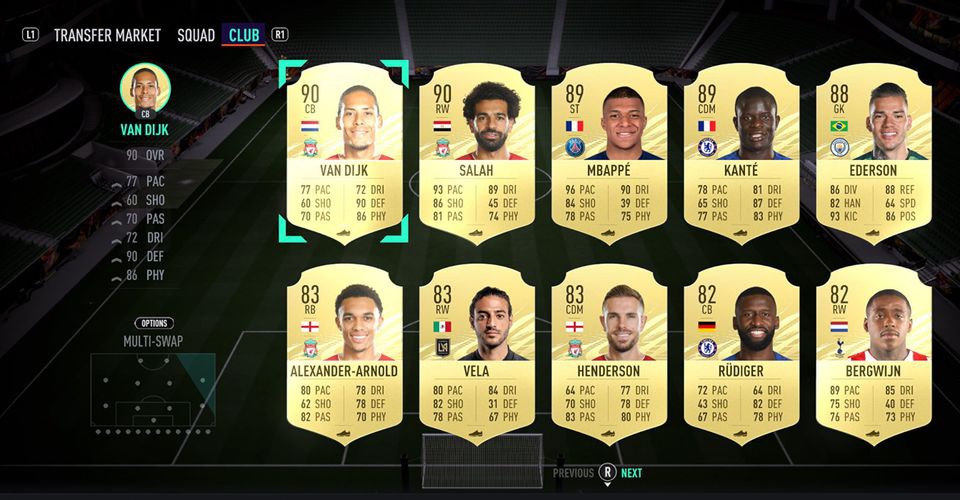 L1 TRANSFER MARKET SQUAD CLUB R1
CB
VAN DIJK
90 OVR
77 PAC
60 SHO
70 PAS
72 DRI
90 DEF
86 PHY
OPTIONS
MULTI-SWAP
90
CB
VAN DIJK
77 PAC 72 DRI
60 SHO 90 DEF
70 PAS 86 PHY
90
RW
SALAH
93 PAC 89 DRI
86 SHO 45 DEF
81 PAS 74 PHY
89
ST
MBAPPÉ
96 PAC 90 DRI
84 SHO 39 DEF
78 PAS 75 PHY
89
CDM
KANTÉ
78 PAC 81 DRI
65 SHO 87 DEF
77 PAS 83 PHY
88
GK
EDERSON
86 DIV 88 REF
82 HAN 64 SPD
93 KIC 86 POS
83
RB
ALEXANDER-ARNOLD
80 PAC 78 DRI
62 SHO 78 DEF
82 PAS 70 PHY
83
RW
VELA
80 PAC 84 DRI
82 SHO 31 DEF
78 PAS 67 PHY
83
CDM
HENDERSON
64 PAC 77 DRI
70 SHO 78 DEF
83 PAS 80 PHY
82
CB
RÜDIGER
72 PAC 64 DRI
43 SHO 82 DEF
67 PAS 78 PHY
82
RW
BERGWIJN
89 PAC 85 DRI
75 SHO 40 DEF
76 PAS 73 PHY
PREVIOUS R NEXT